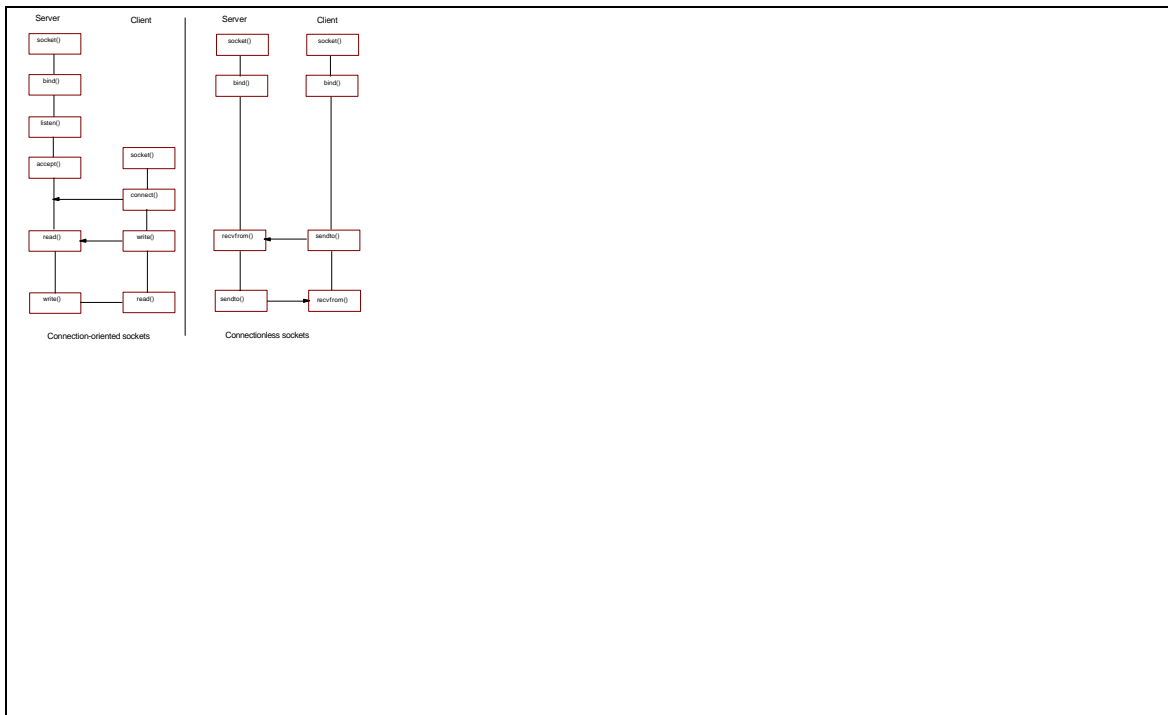 Server
Client
socket()
bind()
listen()
accept()
socket()
connect()
read()
write()
write()
read()
Connection-oriented sockets
Server
Client
socket()
socket()
bind()
bind()
recvfrom()
sendto()
sendto()
recvfrom()
Connectionless sockets